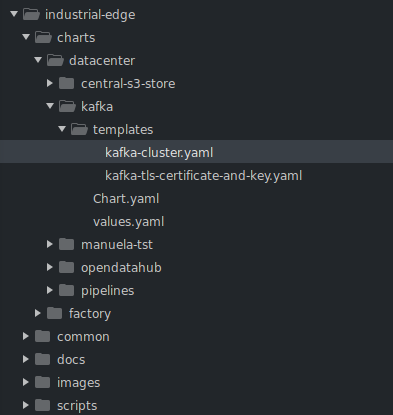 industrial-edge
charts
datacenter
central-s3-store
kafka
templates
kafka-cluster.yaml
kafka-tls-certificate-and-key.yaml
Chart.yaml
values.yaml
manuela-tst
opendatahub
pipelines
factory
common
docs
images
scripts